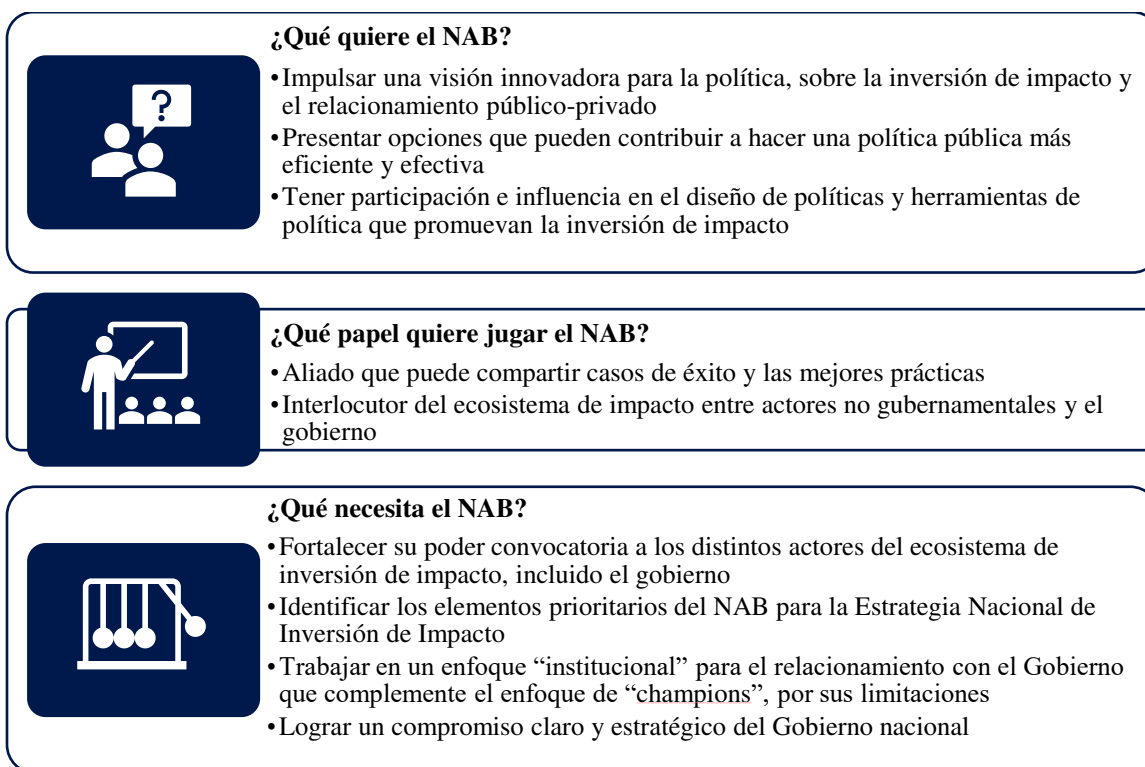 ¿Qué quiere el NAB?
•Impulsar una visión innovadora para la política, sobre la inversión de impacto y
el relacionamiento público-privado
•Presentar opciones que pueden contribuir a hacer una política pública más
eficiente y efectiva
•Tener participación e influencia en el diseño de políticas y herramientas de
política que promuevan la inversión de impacto
¿Qué papel quiere jugar el NAB?
•Aliado que puede compartir casos de éxito y las mejores prácticas
•Interlocutor del ecosistema de impacto entre actores no gubernamentales y el
gobierno
¿Qué necesita el NAB?
•Fortalecer su poder convocatoria a los distintos actores del ecosistema de
inversión de impacto, incluido el gobierno
•Identificar los elementos prioritarios del NAB para la Estrategia Nacional de
Inversión de Impacto
•Trabajar en un enfoque “institucional” para el relacionamiento con el Gobierno
que complemente el enfoque de “champions”, por sus limitaciones
•Lograr un compromiso claro y estratégico del Gobierno nacional